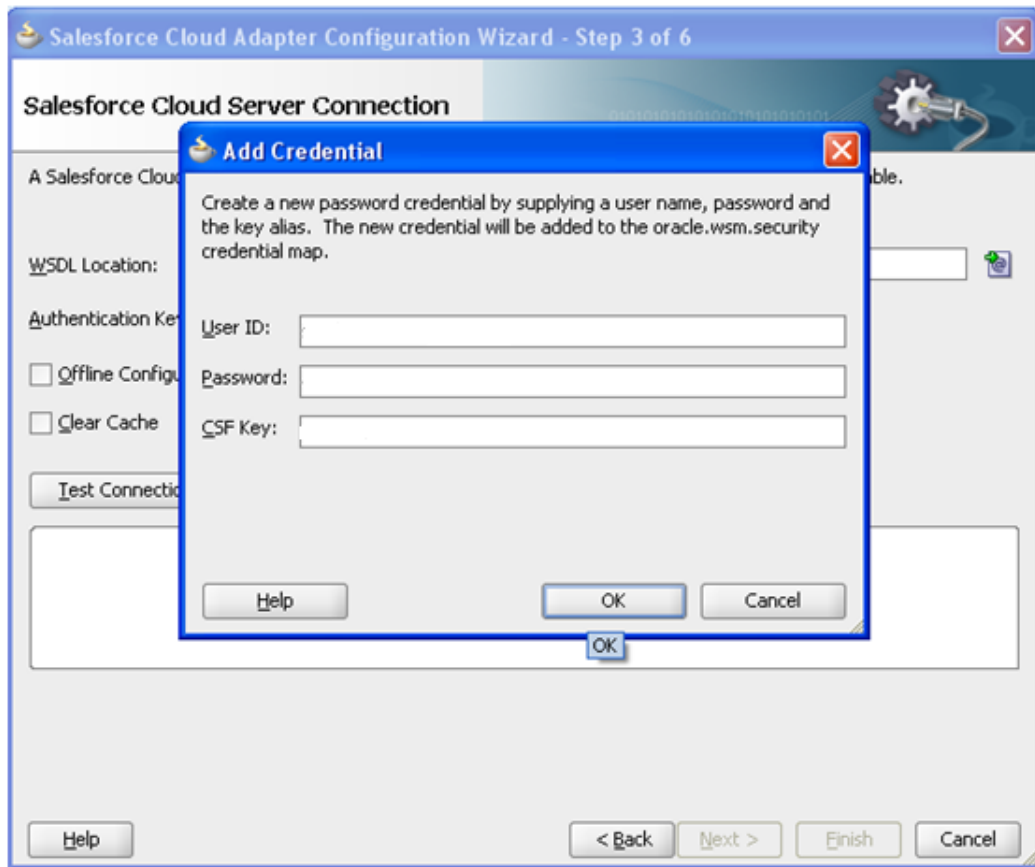 Salesforce Cloud Adapter Configuration Wizard - Step 3 of 6
Salesforce Cloud Server Connection
Add Credential
A Salesforce Clou
ble.
Create a new password credential by supplying a user name, password and
the key alias. The new credential will be added to the oracle.wsm.security
credential map.
WSDL Location:
Authentication Ke
User ID:
Offline Configu
Password:
Clear Cache
CSF Key:
Test Connectio
Help
OK
Cancel
OK
Help
< Back
Next >
Finish
Cancel